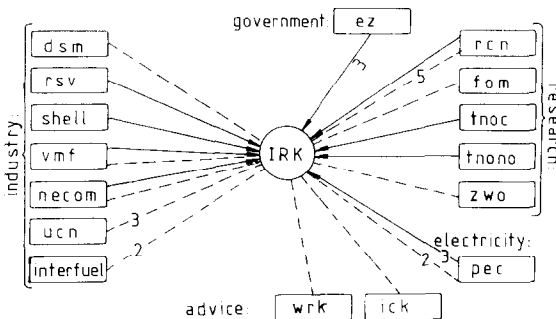 government: ez
industry:
dsm
rsv
shell
vmf
necom
ucn
interfuel
IRK
3
5
3
2
3
2
research:
rcn
fom
tnoc
tnono
zwo
electricity:
pec
advice: wrk ick